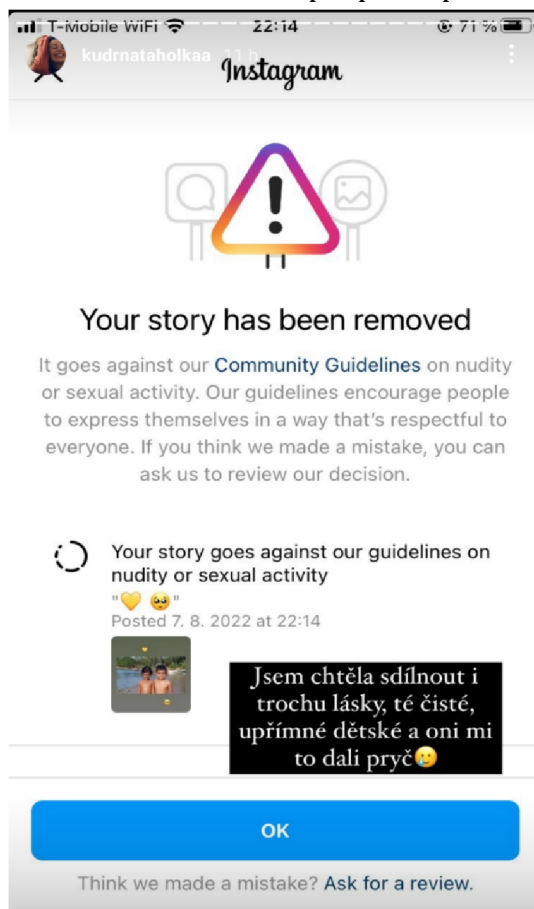 T-Mobile WiFi 22:14 71 %
kudrnataholkaa 11 h
Instagram
Your story has been removed
It goes against our Community Guidelines on nudity
or sexual activity. Our guidelines encourage people
to express themselves in a way that's respectful to
everyone. If you think we made a mistake, you can
ask us to review our decision.
Your story goes against our guidelines on
nudity or sexual activity
"💛 🥺"
Posted 7. 8. 2022 at 22:14
Jsem chtěla sdílnout i
trochu lásky, té čisté,
upřímné dětské a oni mi
to dali pryč🥲
OK
Think we made a mistake? Ask for a review.